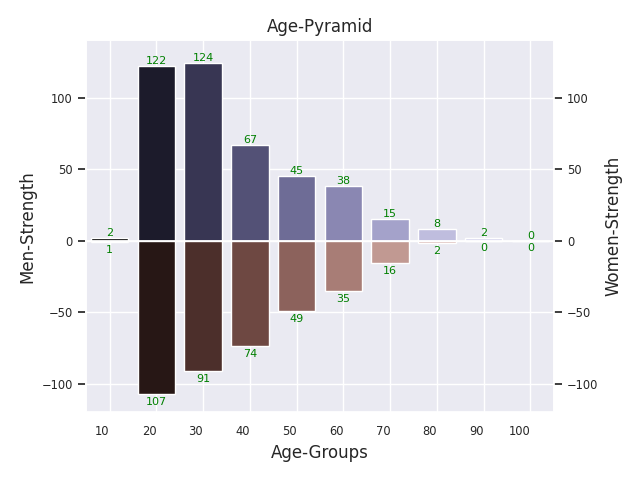 Age-Pyramid
122 124 67 45 38 15 8 2 0
2
1
107 91 74 49 35 16 2 0 0
100 50 0 −50 −100
Men-Strength
100 50 0 −50 −100
Women-Strength
10 20 30 40 50 60 70 80 90 100
Age-Groups